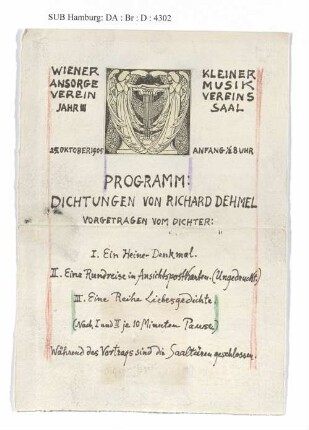 SUB Hamburg: DA : Br : D : 4302
WIENER
ANSORGE
VEREIN
JAHR III
KLEINER
MUSIK
VEREINS
SAAL
25. OKTOBER 1905
ANFANG ½8 UHR
PROGRAMM:
DICHTUNGEN VON RICHARD DEHMEL
VORGETRAGEN VOM DICHTER:
I. Ein Heine-Denkmal.
II. Eine Rundreise in Ansichtspostkarten. (Ungedruckt.)
III. Eine Reihe Liebesgedichte.
(Nach I und II je 10 Minuten Pause.)
Während des Vortrags sind die Saaltüren geschlossen.